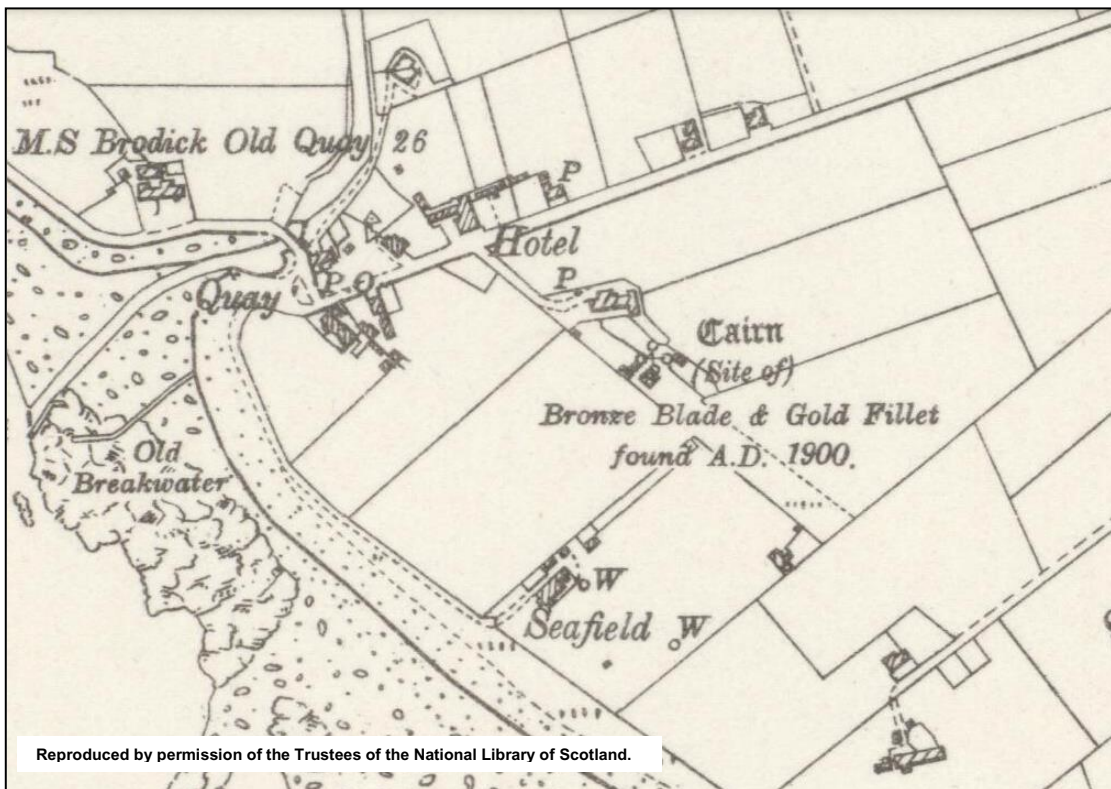 M.S Brodick Old Quay 26
P
Hotel
P
Quay
P.O.
Cairn
(Site of)
Bronze Blade & Gold Fillet
found A.D. 1900.
Old
Breakwater
W
Seafield
W
Reproduced by permission of the Trustees of the National Library of Scotland.